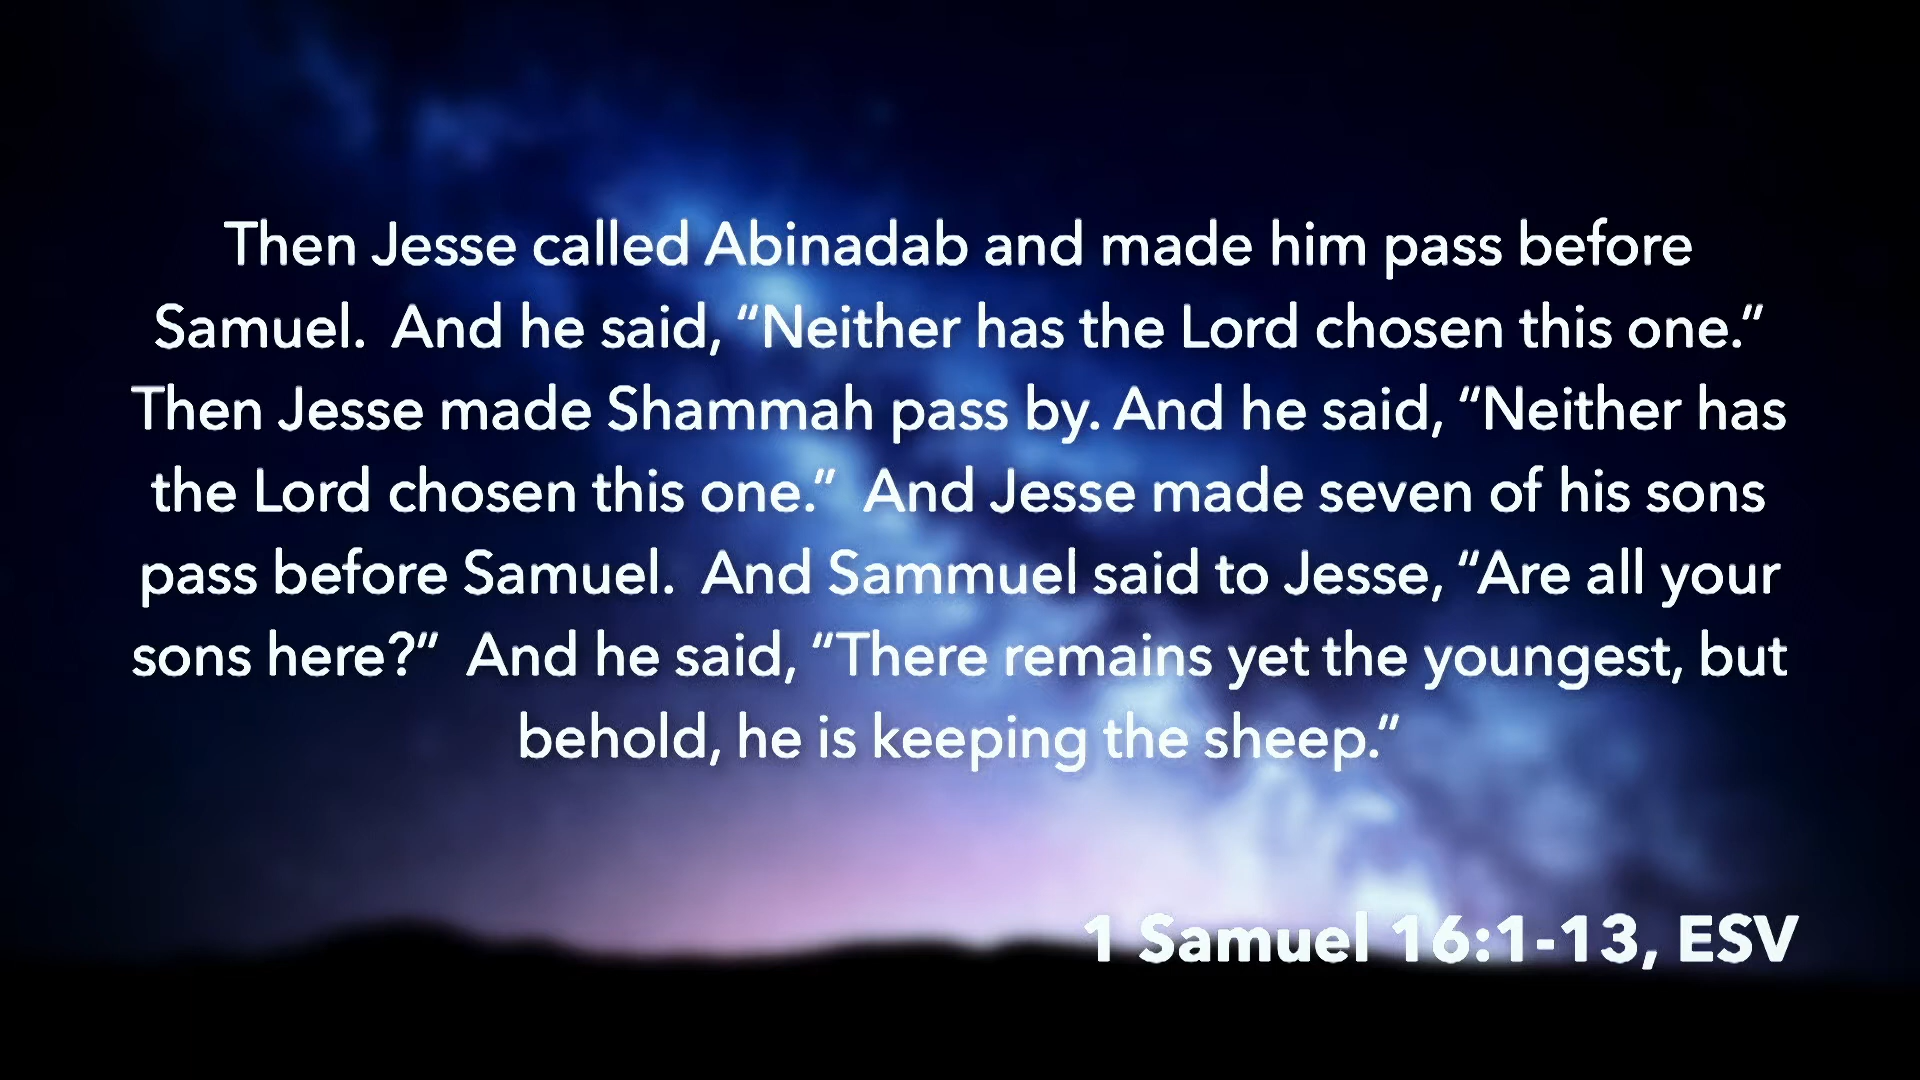 Then Jesse called Abinadab and made him pass before
Samuel.  And he said, “Neither has the Lord chosen this one.”
Then Jesse made Shammah pass by. And he said, “Neither has
the Lord chosen this one.”  And Jesse made seven of his sons
pass before Samuel.  And Sammuel said to Jesse, “Are all your
sons here?”  And he said, “There remains yet the youngest, but
behold, he is keeping the sheep.”
1 Samuel 16:1-13, ESV